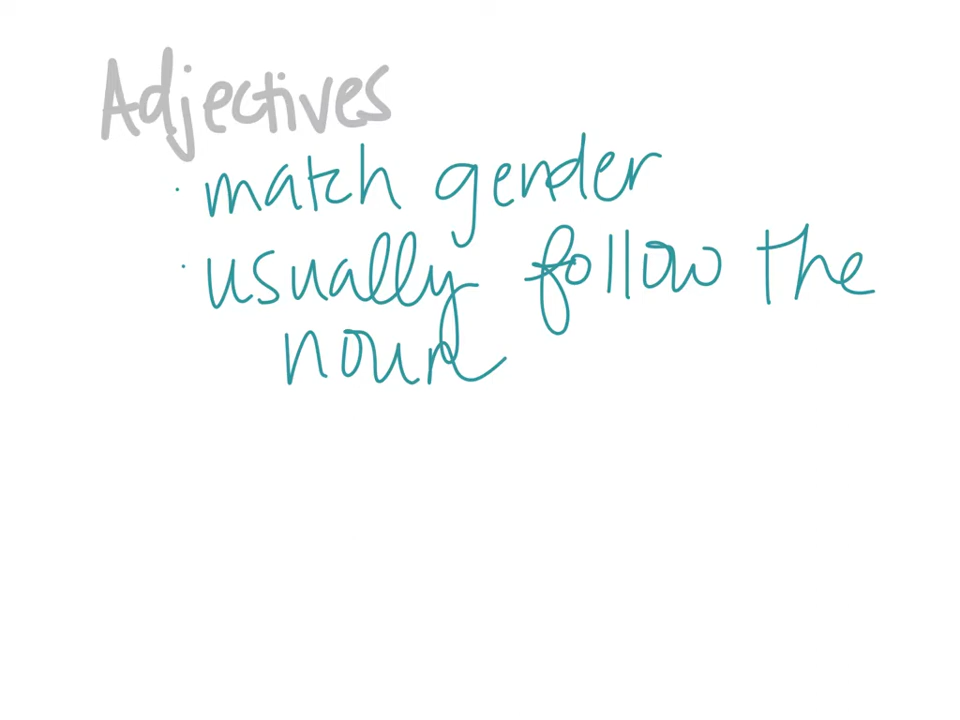 Adjectives
· match gender
· usually follow the
noun